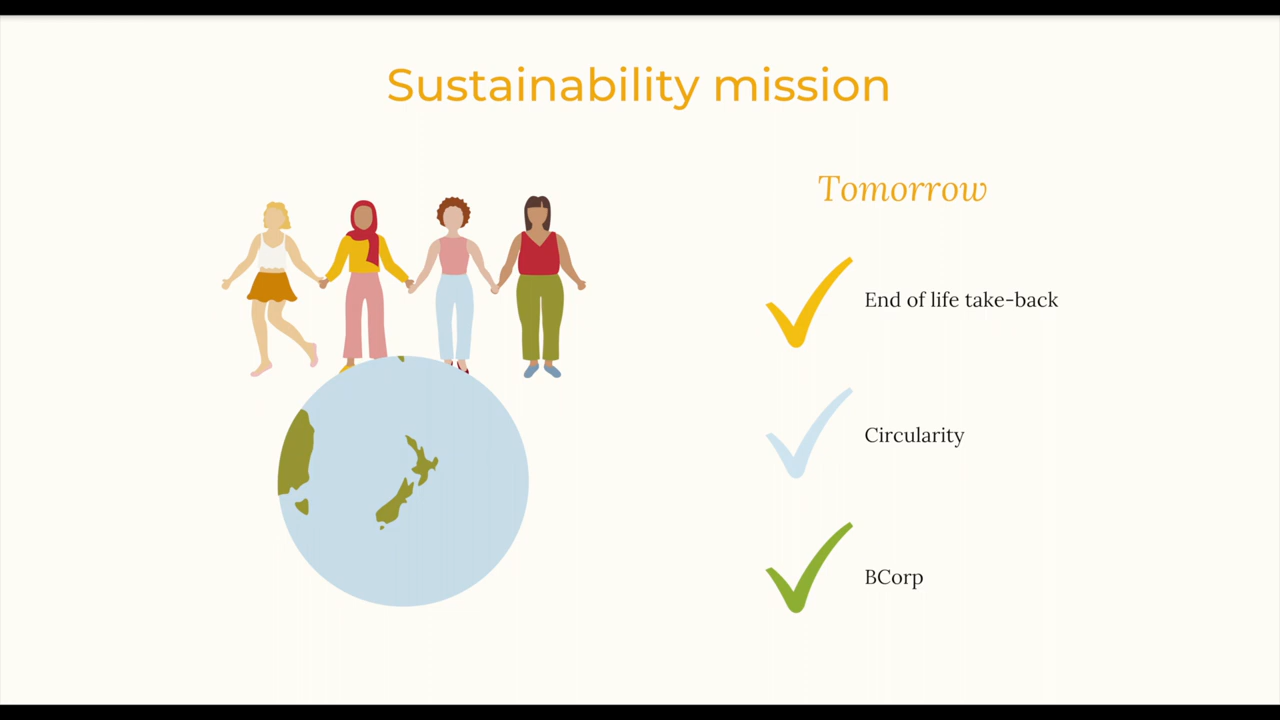 Sustainability mission
Tomorrow
End of life take-back
Circularity
BCorp